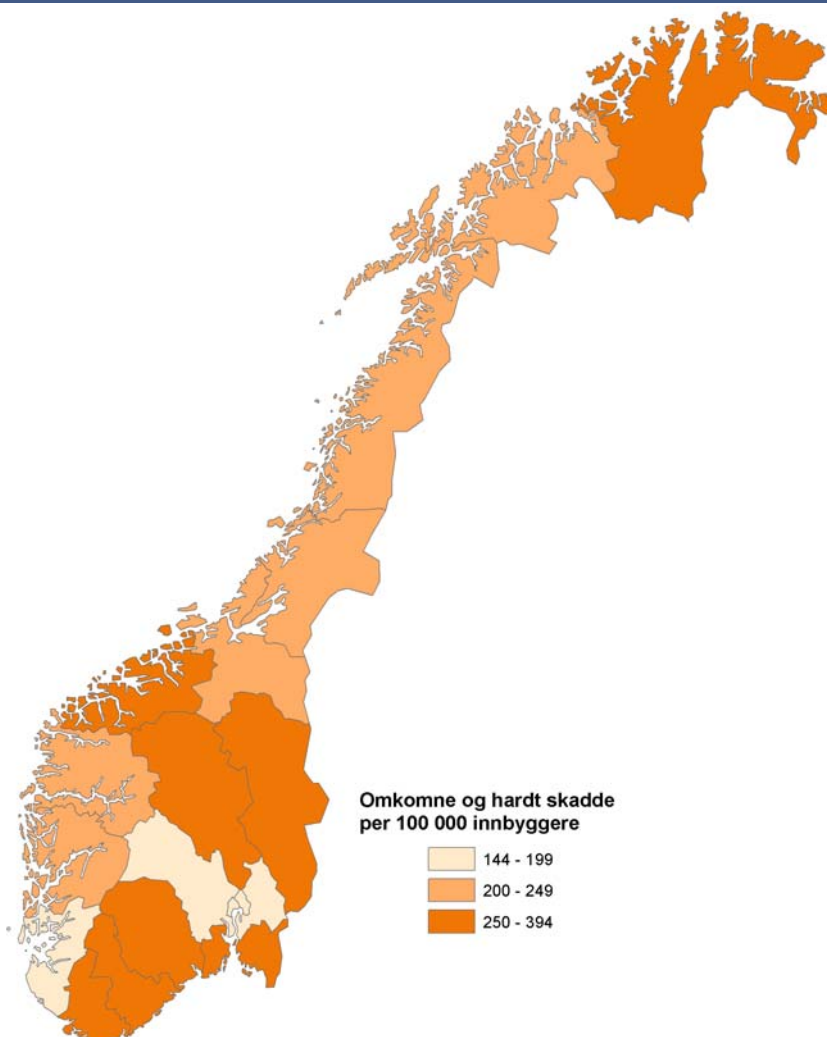 Omkomne og hardt skadde
per 100 000 innbyggere
144 - 199
200 - 249
250 - 394